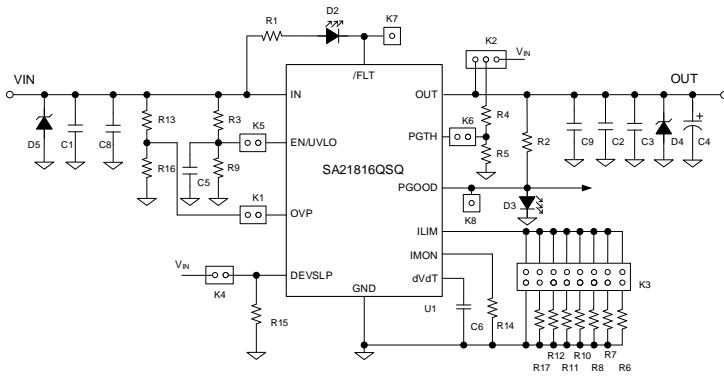 D2
K7
R1
K2
VIN
/FLT
VIN
OUT
IN
OUT
R13
R3
K5
K6
R4
EN/UVLO
PGTH
R2
D5
C1
C8
R16
C5
R9
SA21816QSQ
R5
C9
C2
C3
D4
C4
K1
PGOOD
OVP
K8
D3
ILIM
VIN
DEVSLP
IMON
K4
dVdT
K3
GND
U1
R15
C6
R14
R12
R10
R7
R17
R11
R8
R6